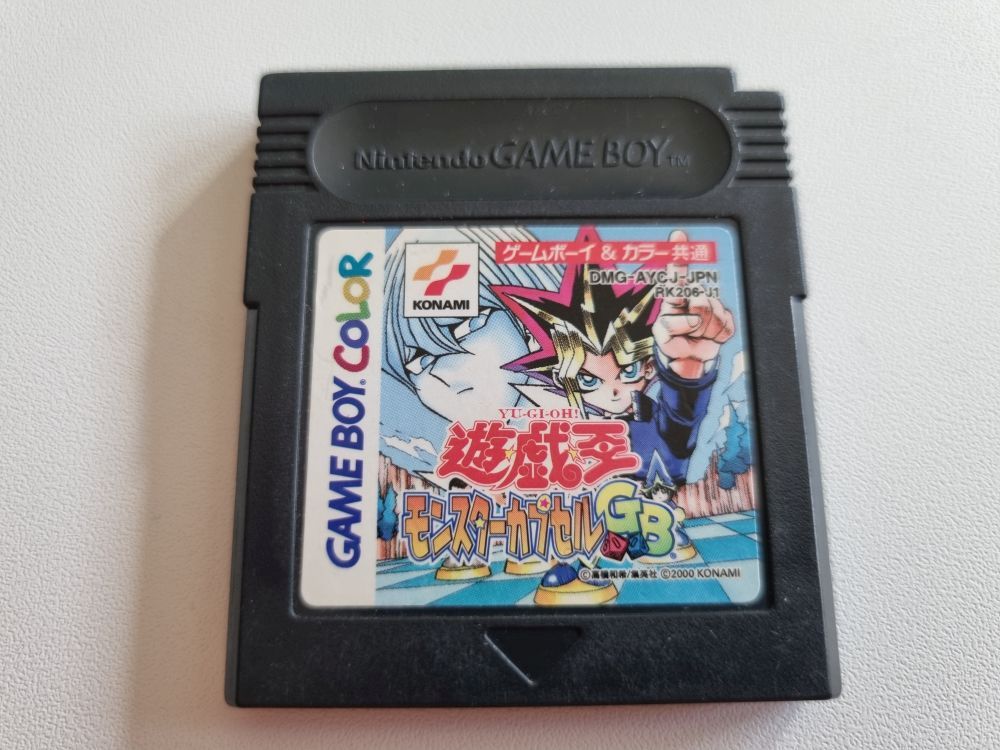 Nintendo GAME BOY™
GAME BOY COLOR
KONAMI
ゲームボーイ & カラー共通
DMG-AYCJ-JPN
RK206-J1
YU-GI-OH!
遊戯王
モンスターカプセルGB
©高橋和希/集英社 ©2000 KONAMI